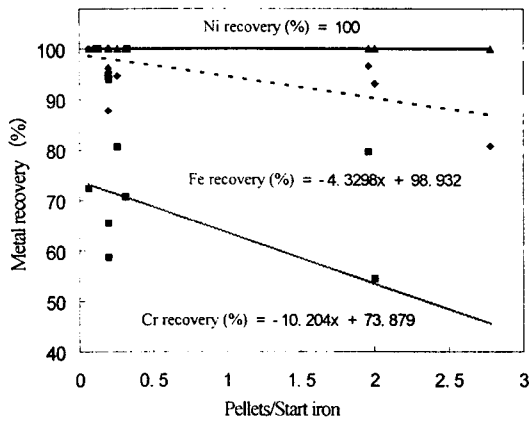 Ni recovery (%) = 100
100
90
80
70
60
50
40
Metal recovery (%)
Fe recovery (%) = -4.3298x + 98.932
Cr recovery (%) = -10.204x + 73.879
0 0.5 1 1.5 2 2.5 3
Pellets/Start iron